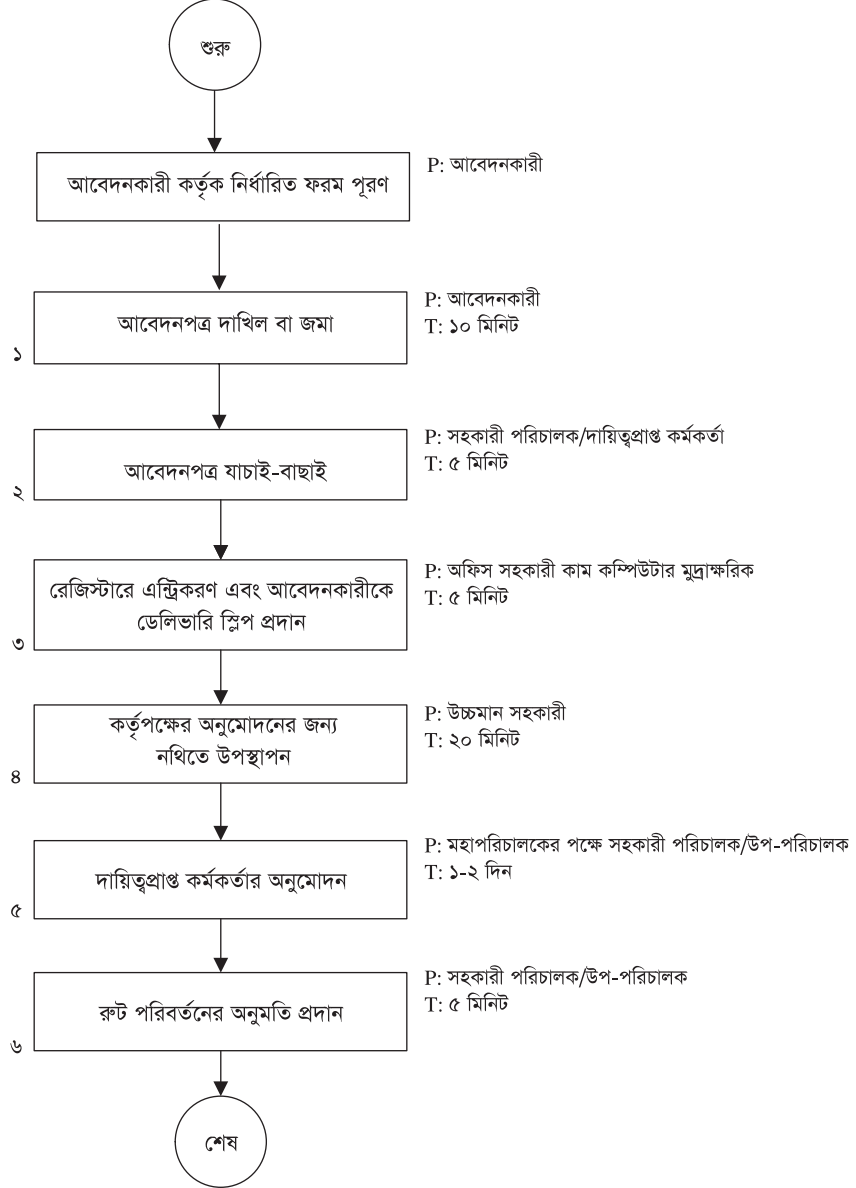 শুরু
আবেদনকারী কর্তৃক নির্ধারিত ফরম পূরণ
P: আবেদনকারী
আবেদনপত্র দাখিল বা জমা
P: আবেদনকারী
T: ১০ মিনিট
১
আবেদনপত্র যাচাই-বাছাই
P: সহকারী পরিচালক/দায়িত্বপ্রাপ্ত কর্মকর্তা
T: ৫ মিনিট
২
রেজিস্টারে এন্ট্রিকরণ এবং আবেদনকারীকে
ডেলিভারি স্লিপ প্রদান
P: অফিস সহকারী কাম কম্পিউটার মুদ্রাক্ষরিক
T: ৫ মিনিট
৩
কর্তৃপক্ষের অনুমোদনের জন্য
নথিতে উপস্থাপন
P: উচ্চমান সহকারী
T: ২০ মিনিট
৪
দায়িত্বপ্রাপ্ত কর্মকর্তার অনুমোদন
P: মহাপরিচালকের পক্ষে সহকারী পরিচালক/উপ-পরিচালক
T: ১-২ দিন
৫
রুট পরিবর্তনের অনুমতি প্রদান
P: সহকারী পরিচালক/উপ-পরিচালক
T: ৫ মিনিট
৬
শেষ